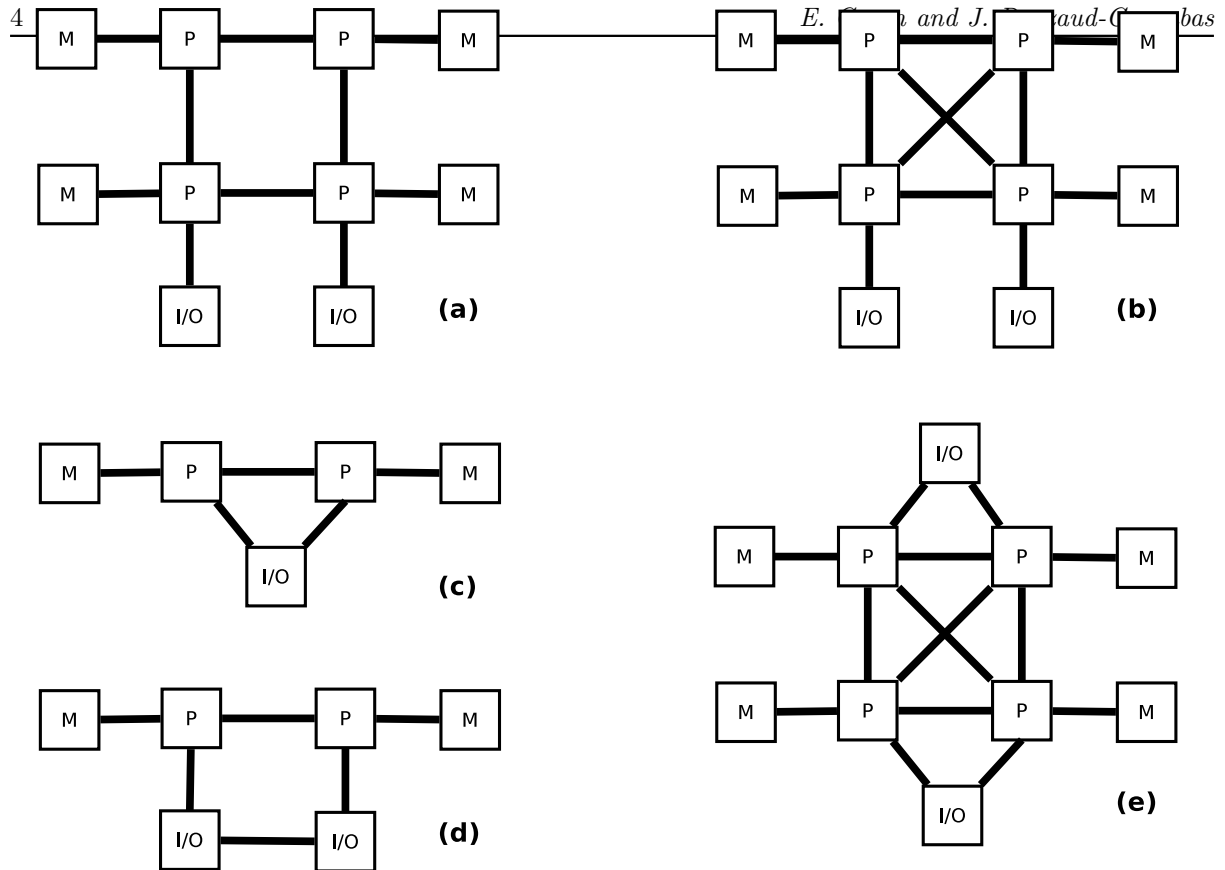 4 E. and J.
M P P M M P P M
M P P M M P P M
I/O I/O (a) I/O I/O (b)
I/O
M P P M
M P P M
I/O (c)
M P P M
M P P M
I/O I/O (d) I/O (e)